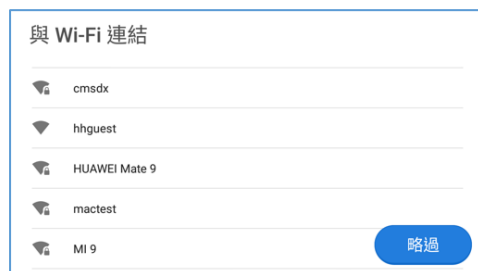 與 Wi-Fi 連結
cmsdx
hhguest
HUAWEI Mate 9
mactest
MI 9
略過